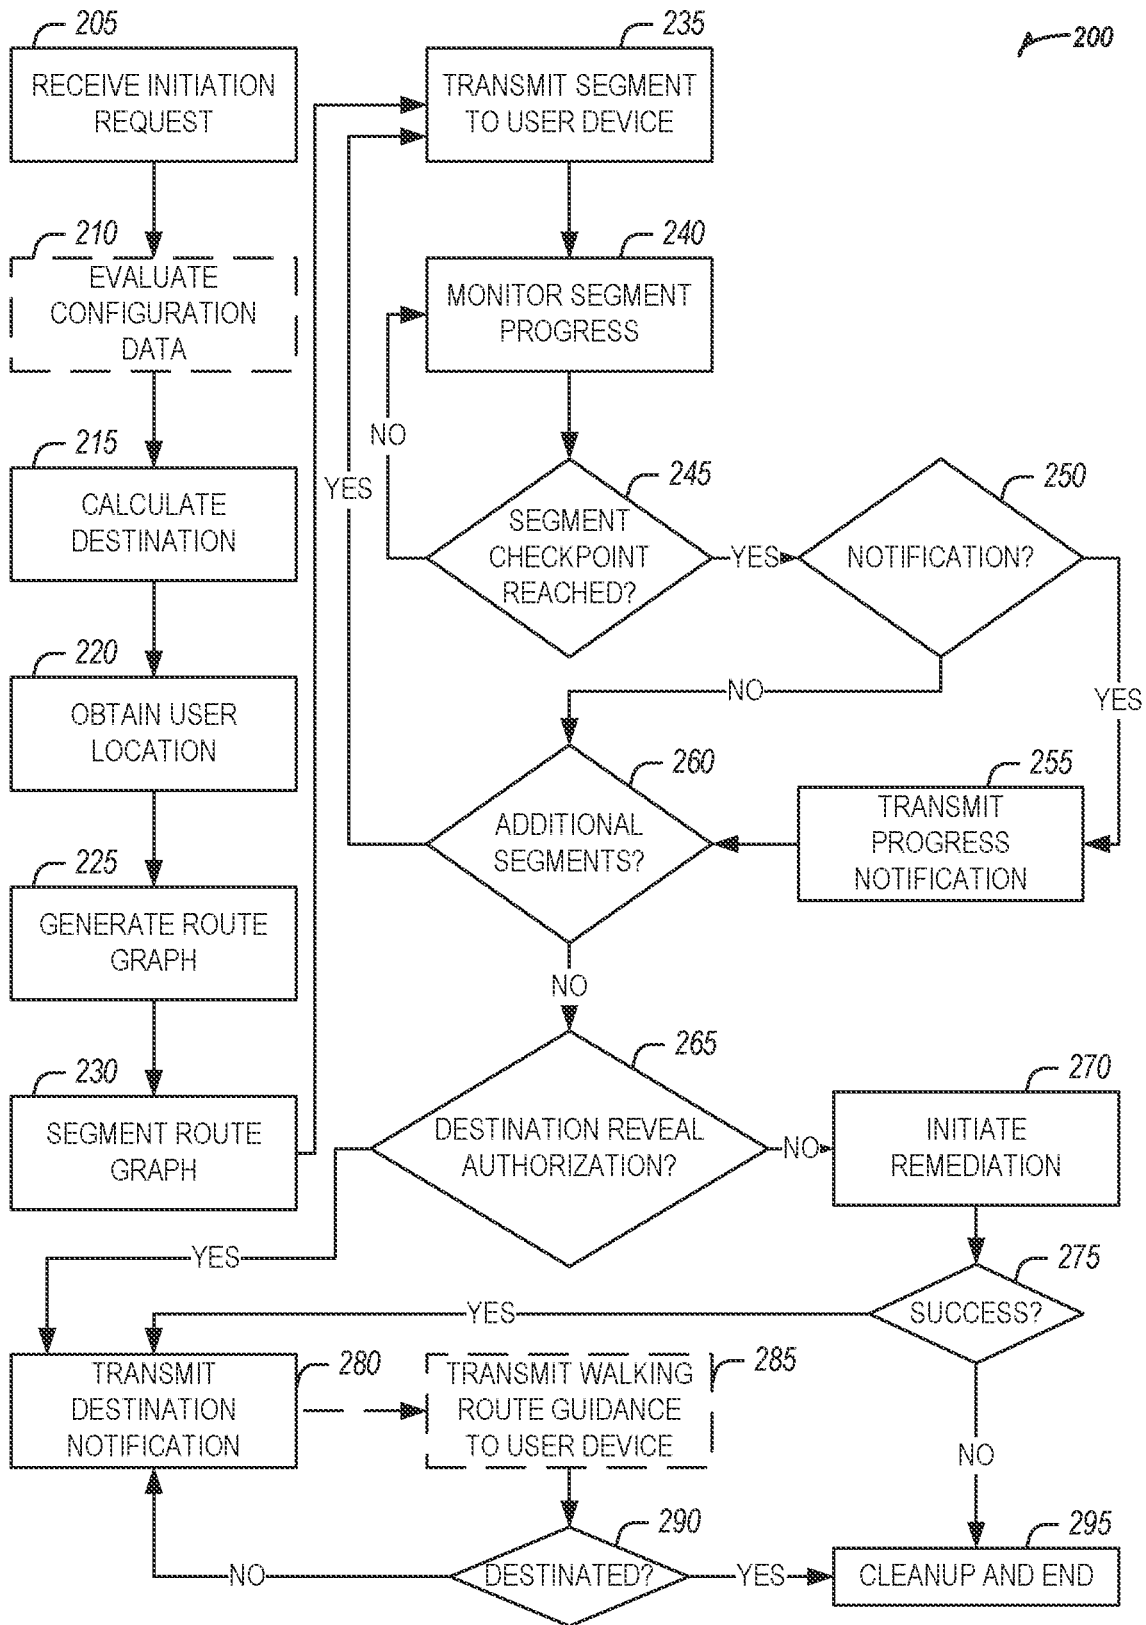 200
205
RECEIVE INITIATION
REQUEST
210
EVALUATE
CONFIGURATION
DATA
215
CALCULATE
DESTINATION
220
OBTAIN USER
LOCATION
225
GENERATE ROUTE
GRAPH
230
SEGMENT ROUTE
GRAPH
235
TRANSMIT SEGMENT
TO USER DEVICE
240
MONITOR SEGMENT
PROGRESS
NO
YES
245
SEGMENT
CHECKPOINT
REACHED?
YES
250
NOTIFICATION?
NO
YES
255
TRANSMIT
PROGRESS
NOTIFICATION
260
ADDITIONAL
SEGMENTS?
NO
265
DESTINATION REVEAL
AUTHORIZATION?
NO
270
INITIATE
REMEDIATION
YES
275
SUCCESS?
YES
NO
280
TRANSMIT
DESTINATION
NOTIFICATION
285
TRANSMIT WALKING
ROUTE GUIDANCE
TO USER DEVICE
290
DESTINATED?
NO
YES
295
CLEANUP AND END